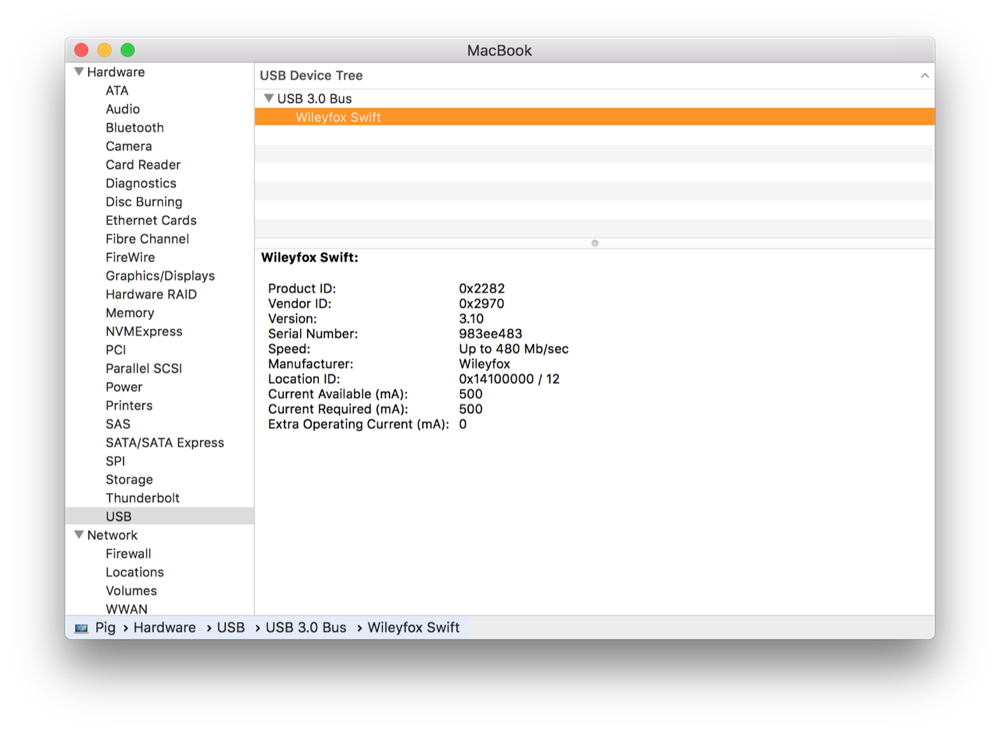 MacBook
Hardware
ATA
Audio
Bluetooth
Camera
Card Reader
Diagnostics
Disc Burning
Ethernet Cards
Fibre Channel
FireWire
Graphics/Displays
Hardware RAID
Memory
NVMExpress
PCI
Parallel SCSI
Power
Printers
SAS
SATA/SATA Express
SPI
Storage
Thunderbolt
USB
Network
Firewall
Locations
Volumes
WWAN
USB Device Tree
USB 3.0 Bus
Wileyfox Swift
Wileyfox Swift:
Product ID: 0x2282
Vendor ID: 0x2970
Version: 3.10
Serial Number: 983ee483
Speed: Up to 480 Mb/sec
Manufacturer: Wileyfox
Location ID: 0x14100000 / 12
Current Available (mA): 500
Current Required (mA): 500
Extra Operating Current (mA): 0
Pig › Hardware › USB › USB 3.0 Bus › Wileyfox Swift